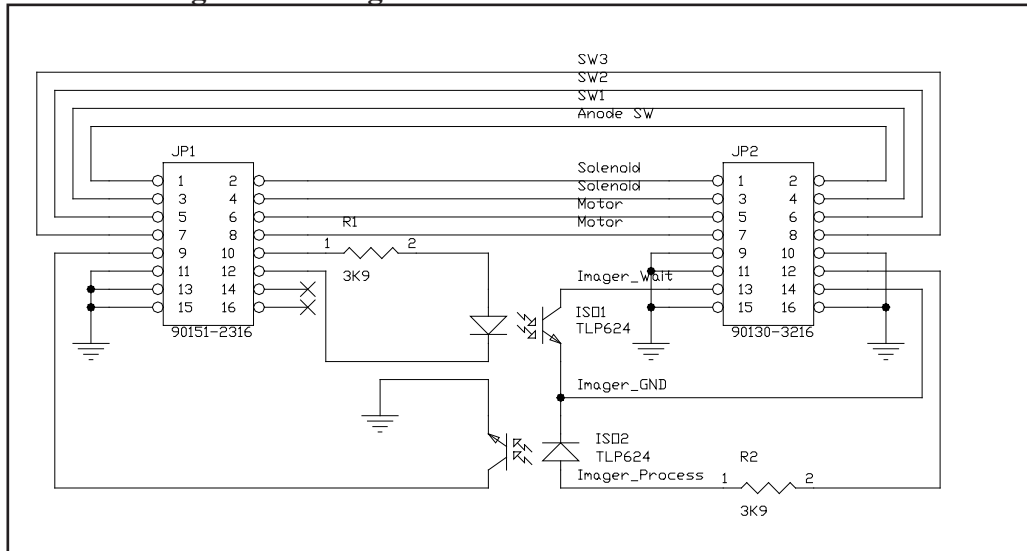 SW3
SW2
SW1
Anode SW
JP1
JP2
1 2
3 4
5 6
7 8
9 10
11 12
13 14
15 16
90151-2316
Solenoid
Solenoid
Motor
Motor
1 2
3 4
5 6
7 8
9 10
11 12
13 14
15 16
90130-3216
R1
1 2
3K9
Imager_Wait
ISO1
TLP624
Imager_GND
ISO2
TLP624
Imager_Process
R2
1 2
3K9